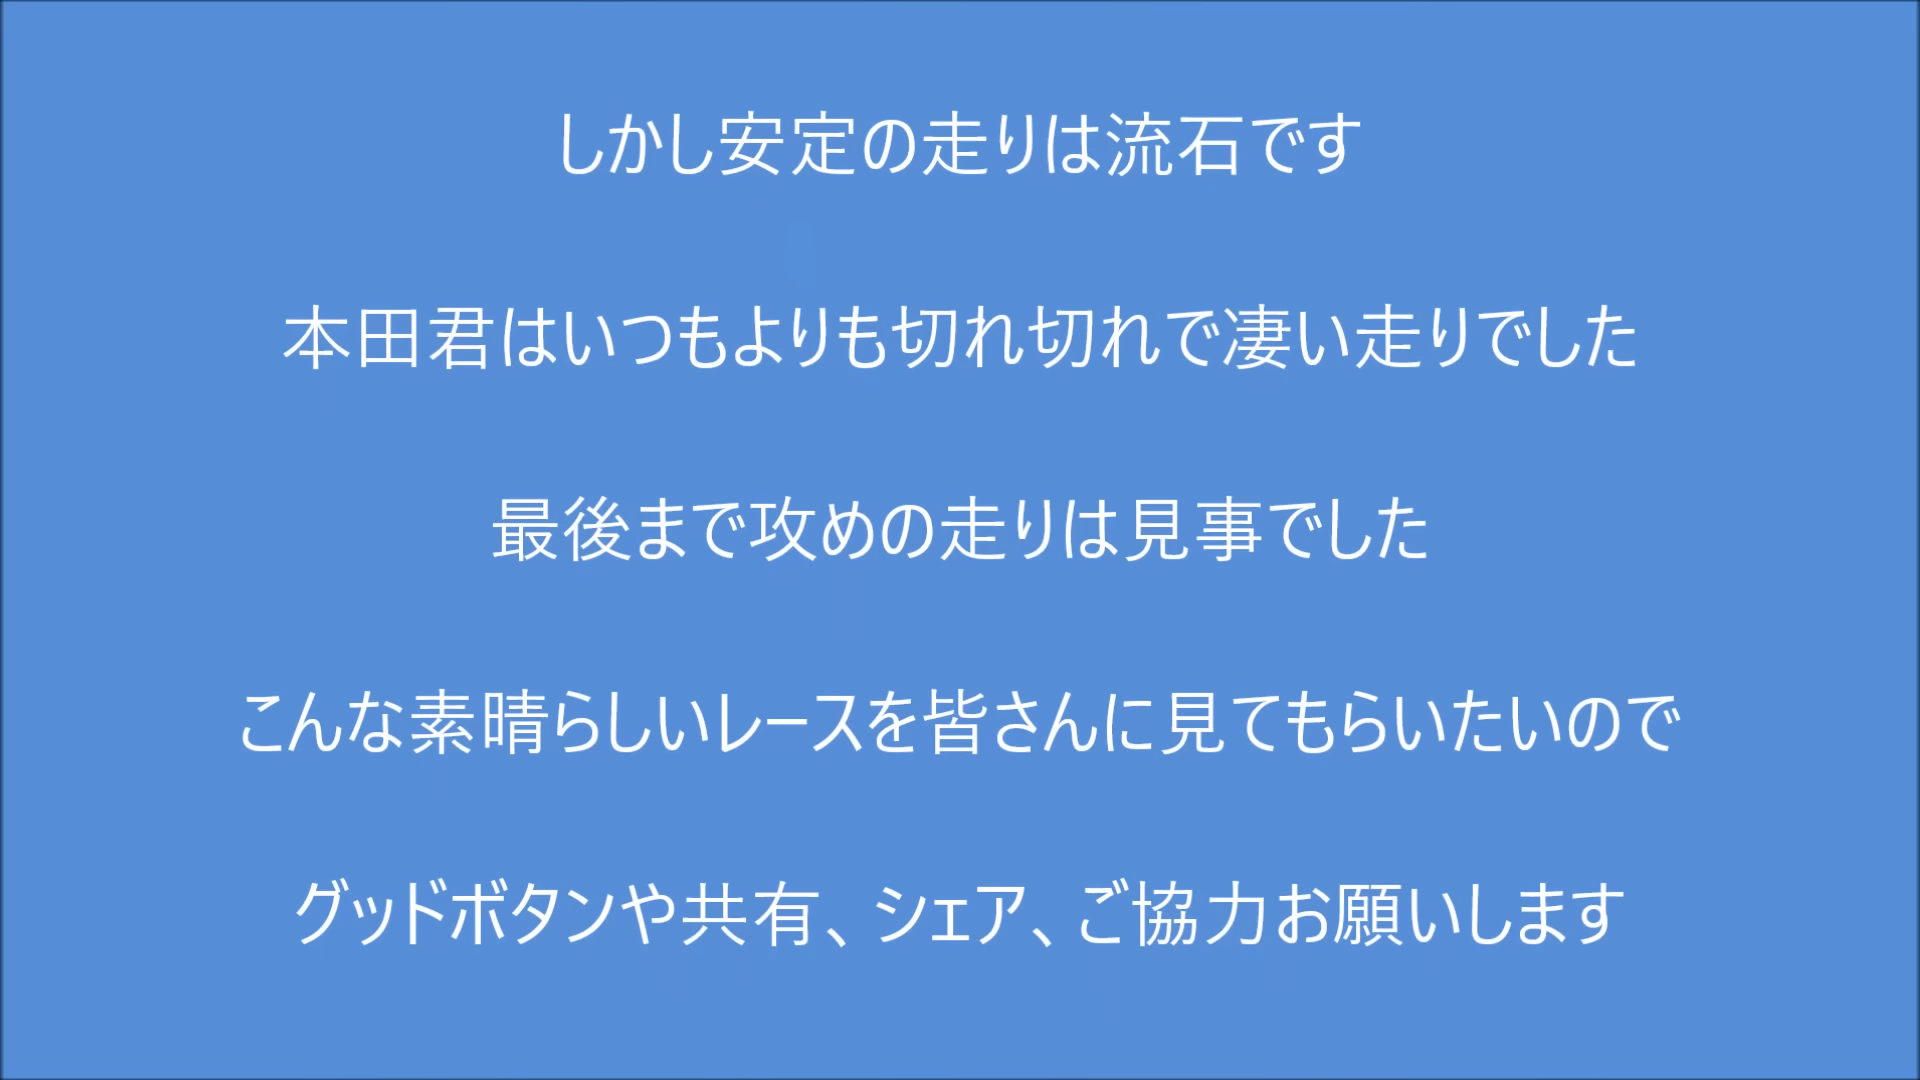 しかし安定の走りは流石です
本田君はいつもよりも切れ切れで凄い走りでした
最後まで攻めの走りは見事でした
こんな素晴らしいレースを皆さんに見てもらいたいので
グッドボタンや共有、シェア、ご協力お願いします